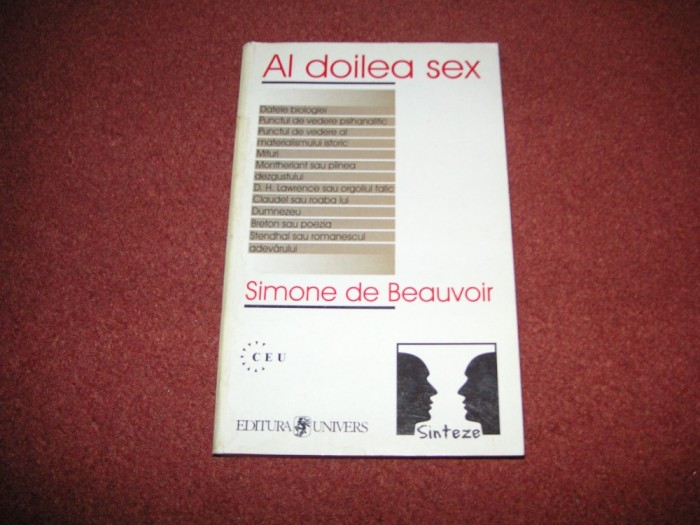 Al doilea sex
Datele biologiei
Punctul de vedere psihanalitic
Punctul de vedere al
materialismului istoric
Mituri
Montherlant sau pîinea
dezgustului
D. H. Lawrence sau orgoliul falic
Claudel sau roaba lui
Dumnezeu
Breton sau poezia
Stendhal sau romanescul
adevărului
Simone de Beauvoir
CEU
EDITURA UNIVERS
Sinteze